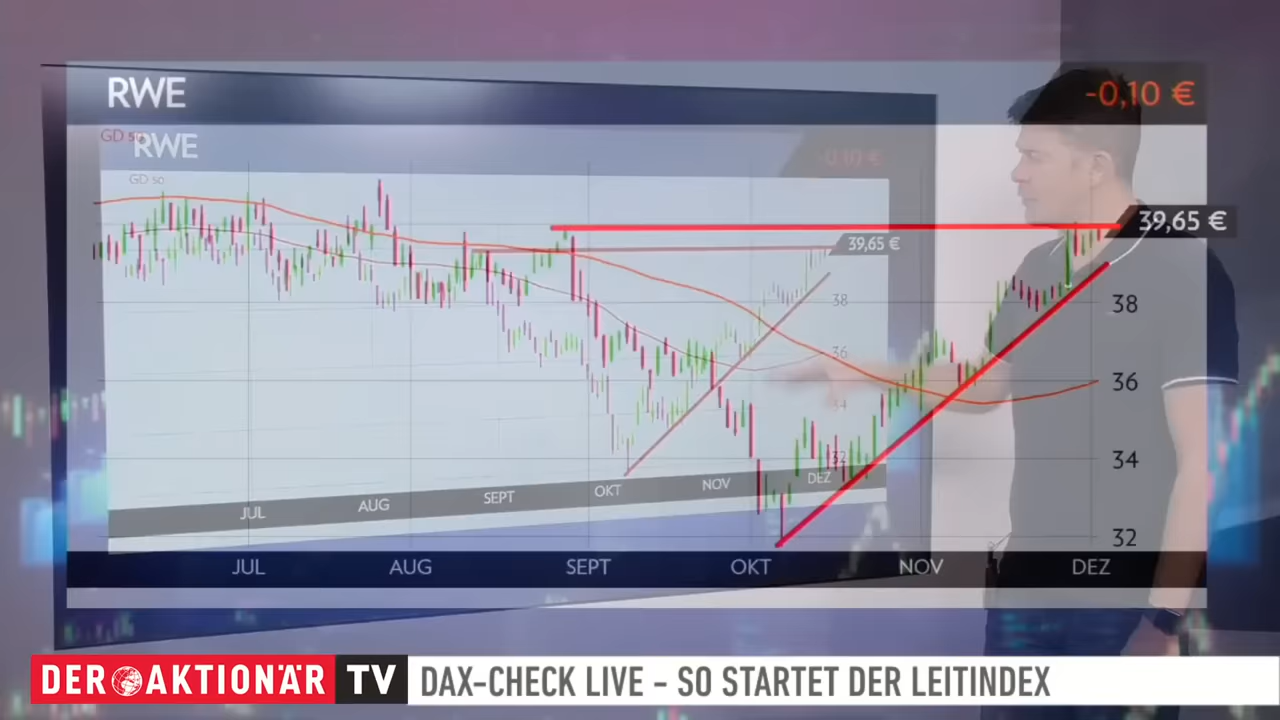 RWE
-0,10 €
GD 50
RWE
-0,10 €
GD 50
39,65 €
39,65 €
38
38
36
36
34
34
32
32
JUL
AUG
SEPT
OKT
NOV
DEZ
JUL
AUG
SEPT
OKT
NOV
DEZ
DER AKTIONÄR TV
DAX-CHECK LIVE - SO STARTET DER LEITINDEX